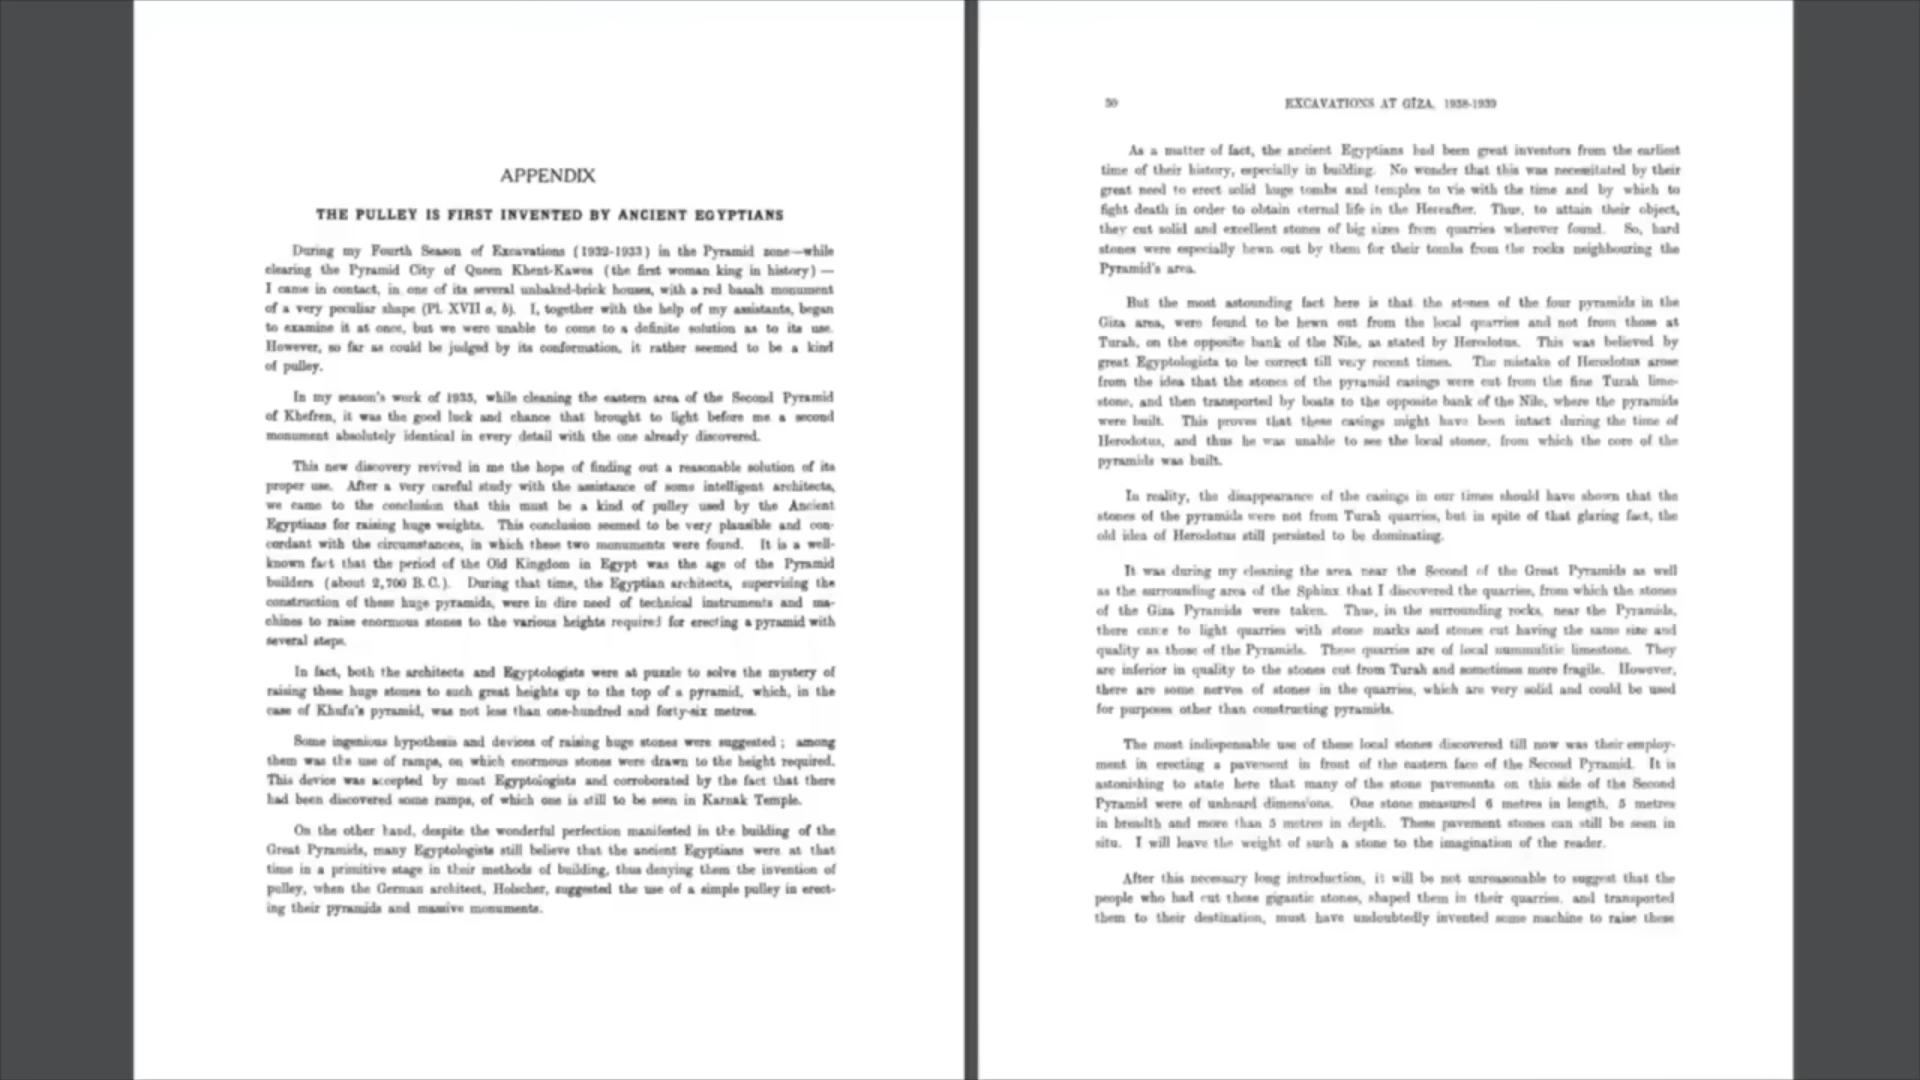 APPENDIX
THE PULLEY IS FIRST INVENTED BY ANCIENT EGYPTIANS
During my Fourth Season of Excavations (1932-1933) in the Pyramid zone—while
clearing the Pyramid City of Queen Khent-Kawes (the first woman king in history) —
I came in contact, in one of its several unbaked-brick houses, with a red basalt monument
of a very peculiar shape (Pl. XVII a, b). I, together with the help of my assistants, began
to examine it at once, but we were unable to come to a definite solution as to its use.
However, so far as could be judged by its conformation, it rather seemed to be a kind
of pulley.
In my season's work of 1935, while cleaning the eastern area of the Second Pyramid
of Khefren, it was the good luck and chance that brought to light before me a second
monument absolutely identical in every detail with the one already discovered.
This new discovery revived in me the hope of finding out a reasonable solution of its
proper use. After a very careful study with the assistance of some intelligent architects,
we came to the conclusion that this must be a kind of pulley used by the Ancient
Egyptians for raising huge weights. This conclusion seemed to be very plausible and con-
cordant with the circumstances, in which these two monuments were found. It is a well-
known fact that the period of the Old Kingdom in Egypt was the age of the Pyramid
builders (about 2,700 B.C.). During that time, the Egyptian architects, supervising the
construction of these huge pyramids, were in dire need of technical instruments and ma-
chines to raise enormous stones to the various heights required for erecting a pyramid with
several steps.
In fact, both the architects and Egyptologists were at puzzle to solve the mystery of
raising these huge stones to such great heights up to the top of a pyramid, which, in the
case of Khufu's pyramid, was not less than one-hundred and forty-six metres.
Some ingenious hypothesis and devices of raising huge stones were suggested ; among
them was the use of ramps, on which enormous stones were drawn to the height required.
This device was accepted by most Egyptologists and corroborated by the fact that there
had been discovered some ramps, of which one is still to be seen in Karnak Temple.
On the other hand, despite the wonderful perfection manifested in the building of the
Great Pyramids, many Egyptologists still believe that the ancient Egyptians were at that
time in a primitive stage in their methods of building, thus denying them the invention of
pulley, when the German architect, Holscher, suggested the use of a simple pulley in erect-
ing their pyramids and massive monuments.
50 EXCAVATIONS AT GÎZA, 1938-1939
As a matter of fact, the ancient Egyptians had been great inventors from the earliest
time of their history, especially in building. No wonder that this was necessitated by their
great need to erect solid huge tombs and temples to vie with the time and by which to
fight death in order to obtain eternal life in the Hereafter. Thus, to attain their object,
they cut solid and excellent stones of big sizes from quarries wherever found. So, hard
stones were especially hewn out by them for their tombs from the rocks neighbouring the
Pyramid's area.
But the most astounding fact here is that the stones of the four pyramids in the
Giza area, were found to be hewn out from the local quarries and not from those at
Turah, on the opposite bank of the Nile, as stated by Herodotus. This was believed by
great Egyptologists to be correct till very recent times. The mistake of Herodotus arose
from the idea that the stones of the pyramid casings were cut from the fine Turah lime-
stone, and then transported by boats to the opposite bank of the Nile, where the pyramids
were built. This proves that these casings might have been intact during the time of
Herodotus, and thus he was unable to see the local stones, from which the core of the
pyramids was built.
In reality, the disappearance of the casings in our times should have shown that the
stones of the pyramids were not from Turah quarries, but in spite of that glaring fact, the
old idea of Herodotus still persisted to be dominating.
It was during my cleaning the area near the Second of the Great Pyramids as well
as the surrounding area of the Sphinx that I discovered the quarries, from which the stones
of the Giza Pyramids were taken. Thus, in the surrounding rocks, near the Pyramids,
there came to light quarries with stone marks and stones cut having the same size and
quality as those of the Pyramids. These quarries are of local nummulitic limestone. They
are inferior in quality to the stones cut from Turah and sometimes more fragile. However,
there are some nerves of stones in the quarries, which are very solid and could be used
for purposes other than constructing pyramids.
The most indispensable use of these local stones discovered till now was their employ-
ment in erecting a pavement in front of the eastern face of the Second Pyramid. It is
astonishing to state here that many of the stone pavements on this side of the Second
Pyramid were of unheard dimensions. One stone measured 6 metres in length, 5 metres
in breadth and more than 5 metres in depth. These pavement stones can still be seen in
situ. I will leave the weight of such a stone to the imagination of the reader.
After this necessary long introduction, it will be not unreasonable to suggest that the
people who had cut these gigantic stones, shaped them in their quarries, and transported
them to their destination, must have undoubtedly invented some machine to raise these